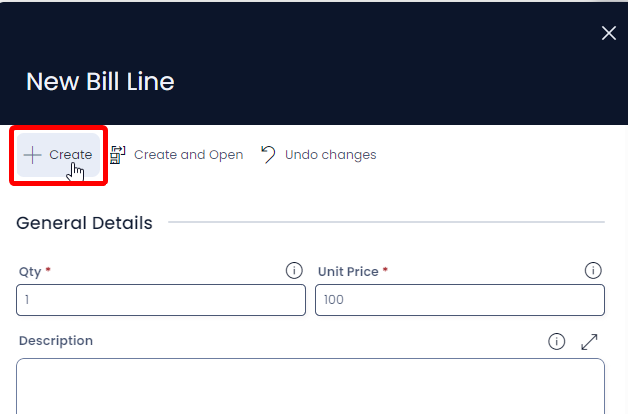 New Bill Line
Create Create and Open Undo changes
General Details
Qty * Unit Price *
1 100
Description